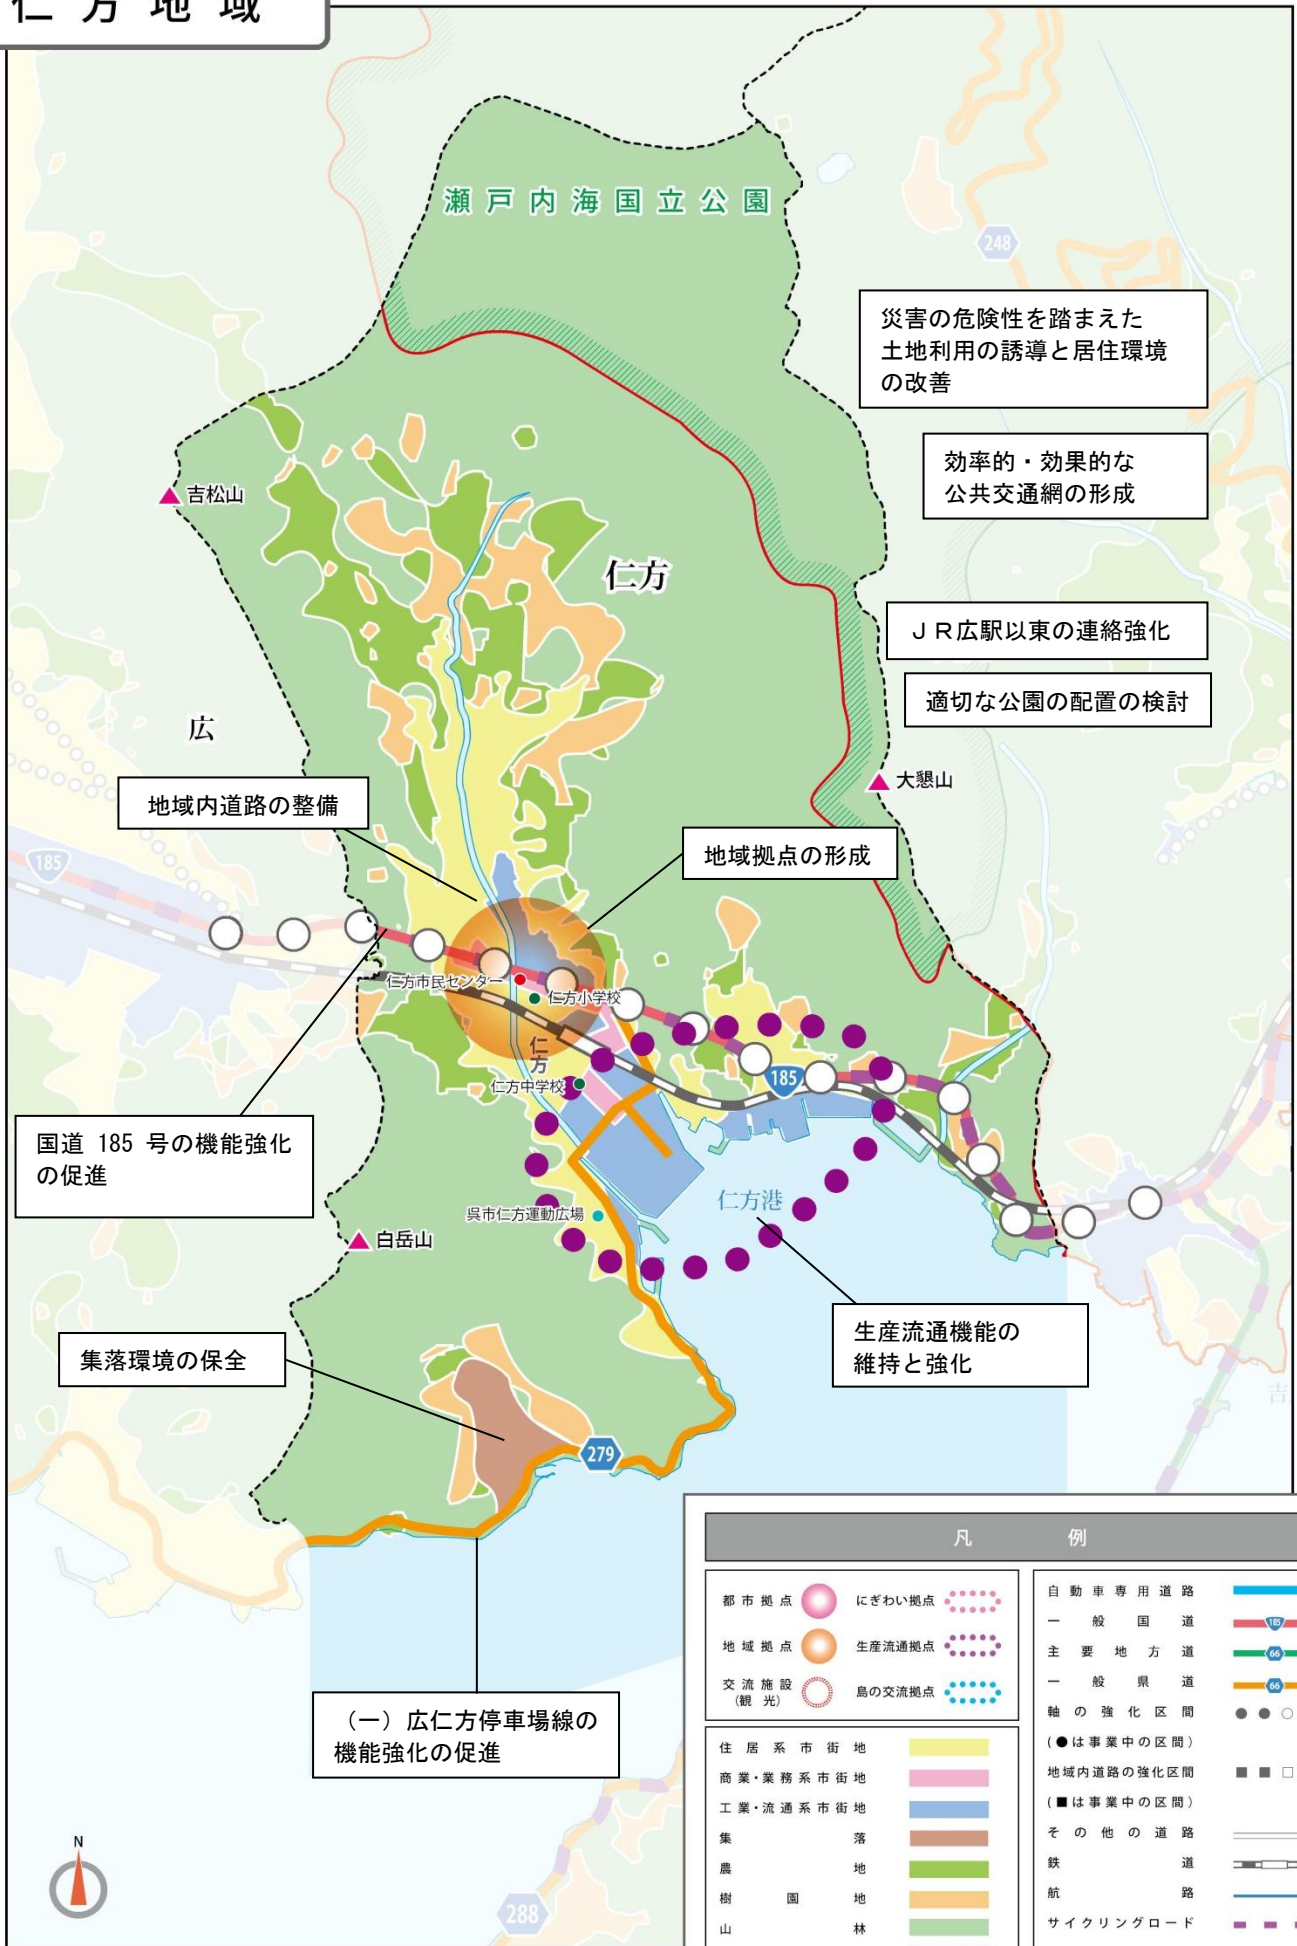 仁方地域
瀬戸内海国立公園
248
災害の危険性を踏まえた
土地利用の誘導と居住環境
の改善
効率的・効果的な
公共交通網の形成
吉松山
仁方
ＪＲ広駅以東の連絡強化
適切な公園の配置の検討
広
大懇山
地域内道路の整備
地域拠点の形成
185
仁方市民センター
仁方小学校
仁方
仁方中学校
185
国道 185 号の機能強化
の促進
呉市仁方運動広場
仁方港
白岳山
生産流通機能の
維持と強化
集落環境の保全
吉
279
（一）広仁方停車場線の
機能強化の促進
288
N
凡例
都市拠点
にぎわい拠点
地域拠点
生産流通拠点
交流施設
（観光）
島の交流拠点
住居系市街地
商業・業務系市街地
工業・流通系市街地
集落
農地
樹園地
山林
自動車専用道路
一般国道
185
主要地方道
66
一般県道
66
軸の強化区間
(●は事業中の区間)
地域内道路の強化区間
(■は事業中の区間)
その他の道路
鉄道
航路
サイクリングロード